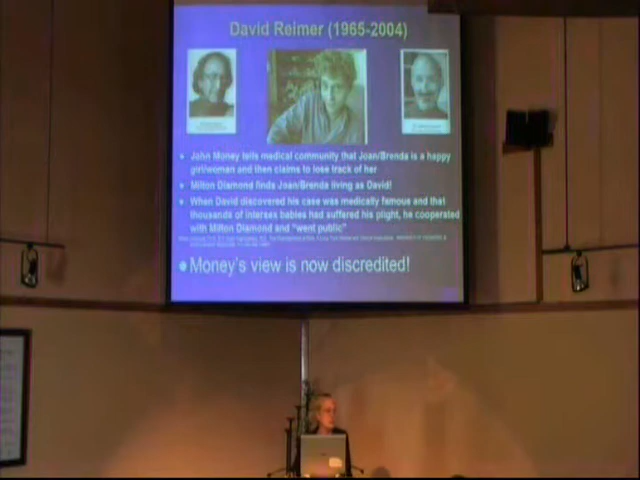 David Reimer (1965-2004)
John Money tells medical community that Joan/Brenda is a happy
girl/woman and then claims to lose track of her
Milton Diamond finds Joan/Brenda living as David!
When David discovered his case was medically famous and that
thousands of intersex babies had suffered his plight, he cooperated
with Milton Diamond and "went public"
Money's view is now discredited!